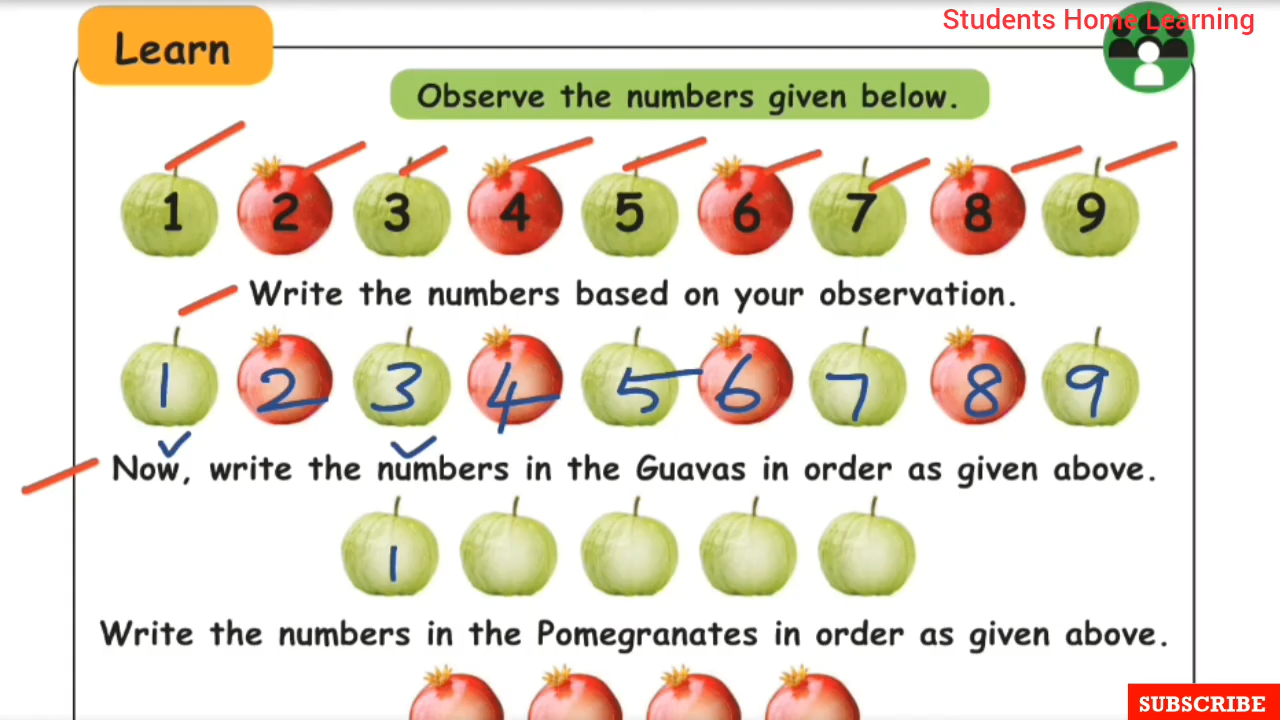 Students Home Learning
Learn
Observe the numbers given below.
1 2 3 4 5 6 7 8 9
Write the numbers based on your observation.
1 2 3 4 5 6 7 8 9
Now, write the numbers in the Guavas in order as given above.
1
Write the numbers in the Pomegranates in order as given above.
SUBSCRIBE